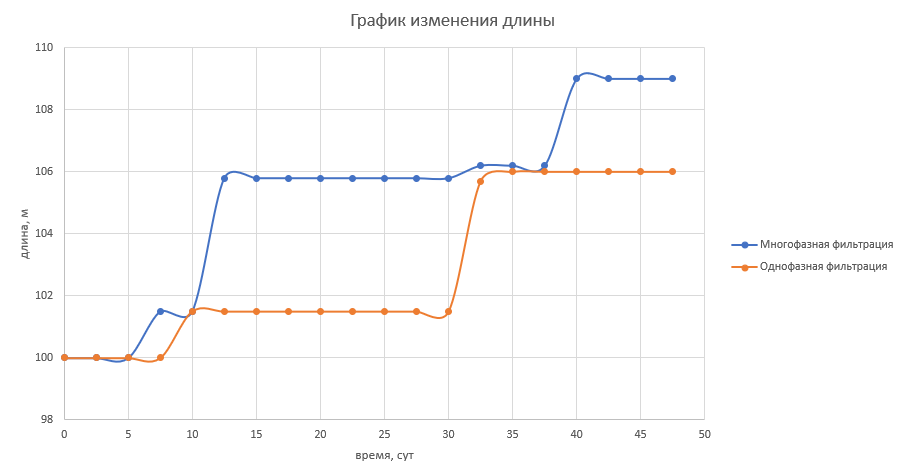 График изменения длины
110
108
106
104
102
100
98
длина, м
0 5 10 15 20 25 30 35 40 45 50
время, сут
Многофазная фильтрация
Однофазная фильтрация